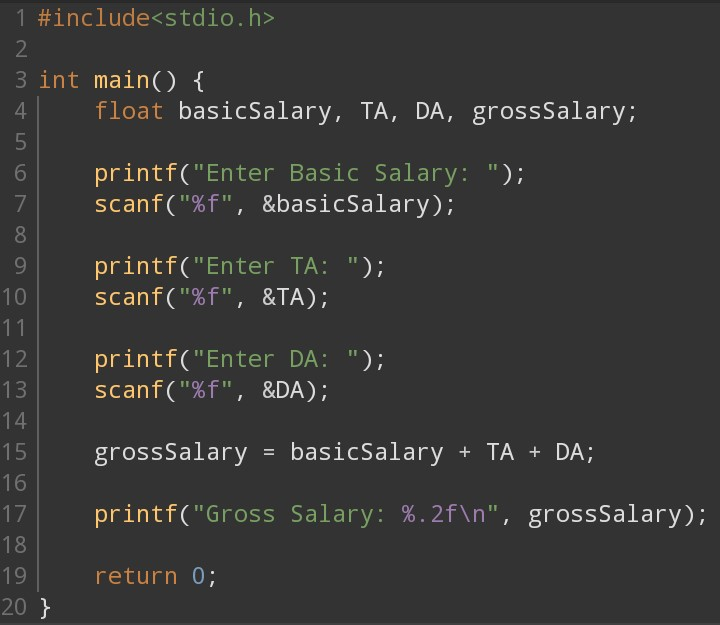 1 #include<stdio.h>
2
3 int main() {
4     float basicSalary, TA, DA, grossSalary;
5
6     printf("Enter Basic Salary: ");
7     scanf("%f", &basicSalary);
8
9     printf("Enter TA: ");
10     scanf("%f", &TA);
11
12     printf("Enter DA: ");
13     scanf("%f", &DA);
14
15     grossSalary = basicSalary + TA + DA;
16
17     printf("Gross Salary: %.2f\n", grossSalary);
18
19     return 0;
20 }